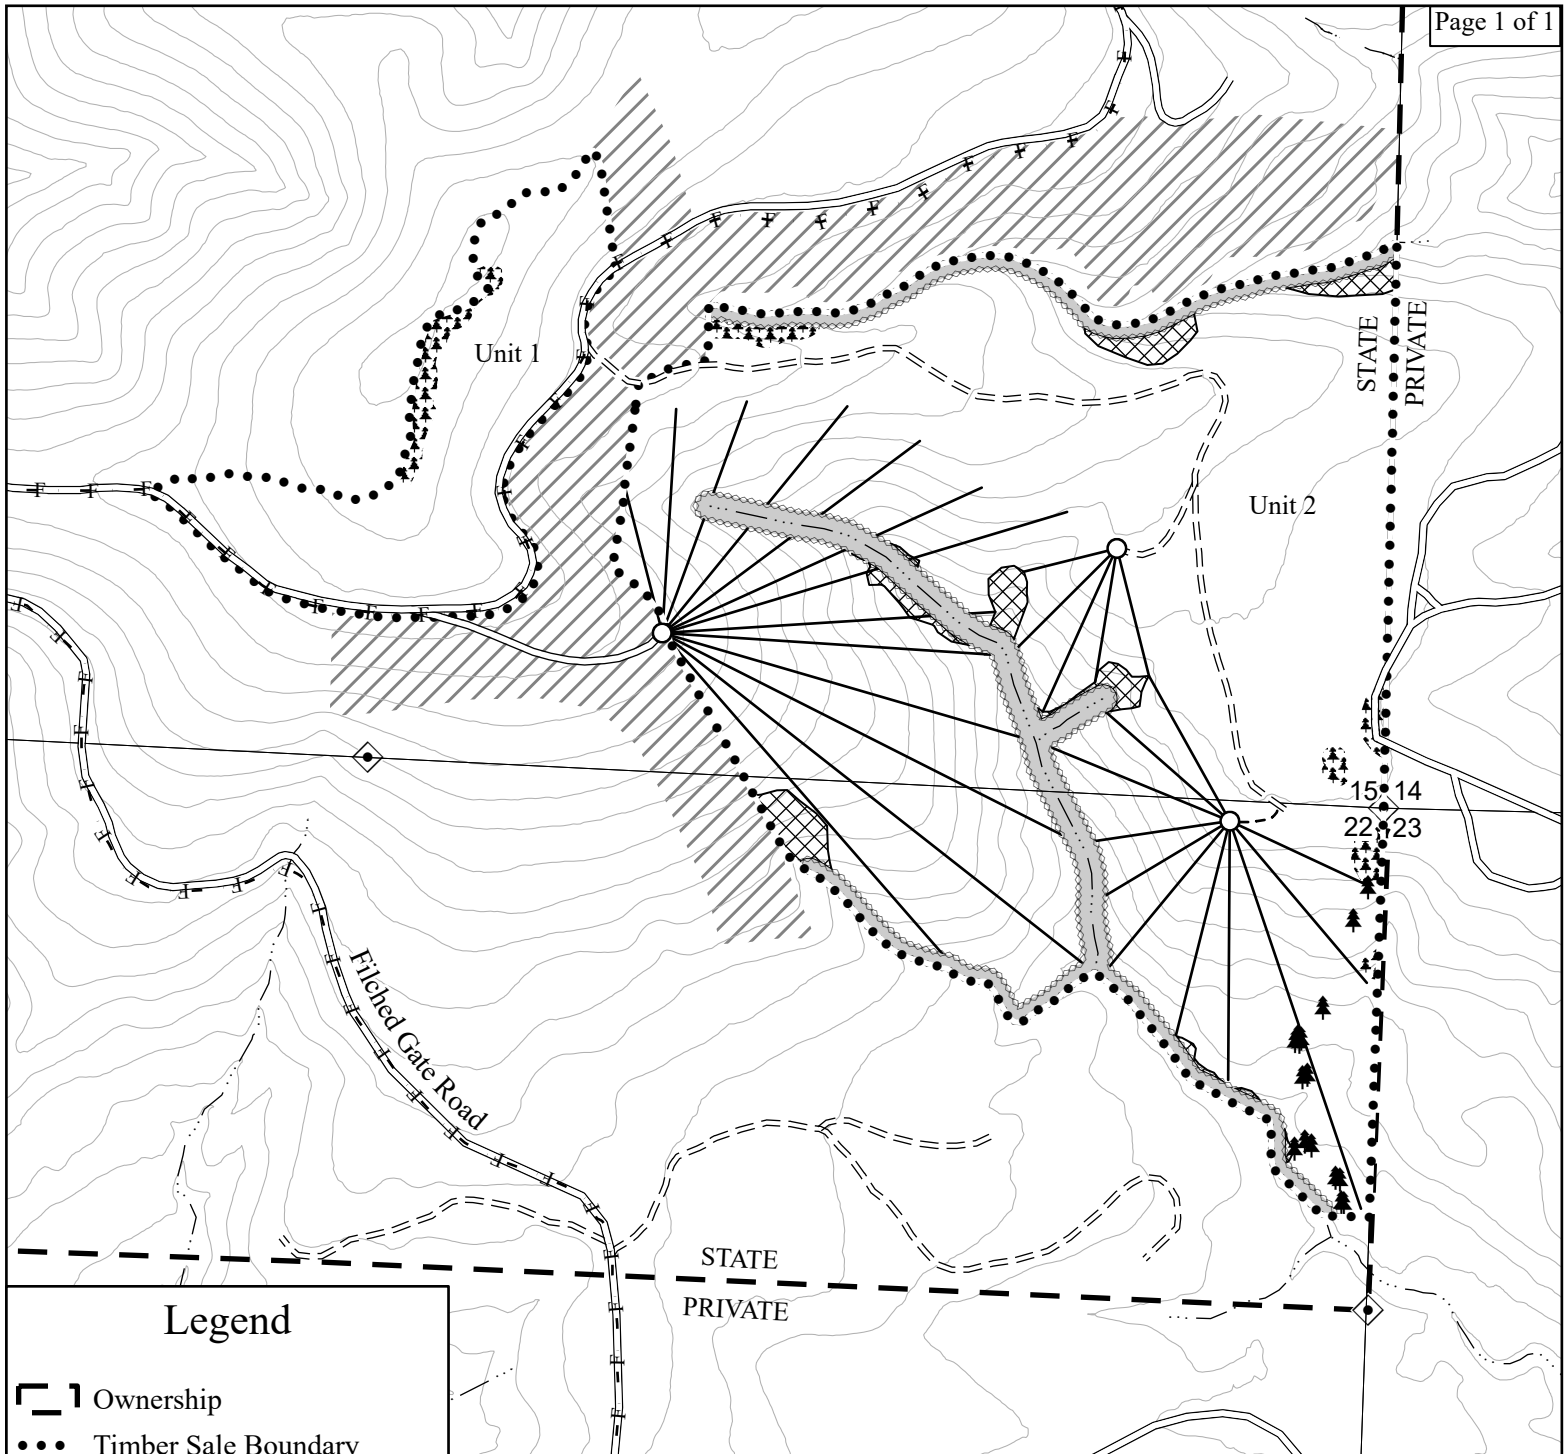 Page 1 of 1
Unit 1
STATE
PRIVATE
Unit 2
15 14
22 23
Filched Gate Road
STATE
PRIVATE
Legend
Ownership
Timber Sale Boundary